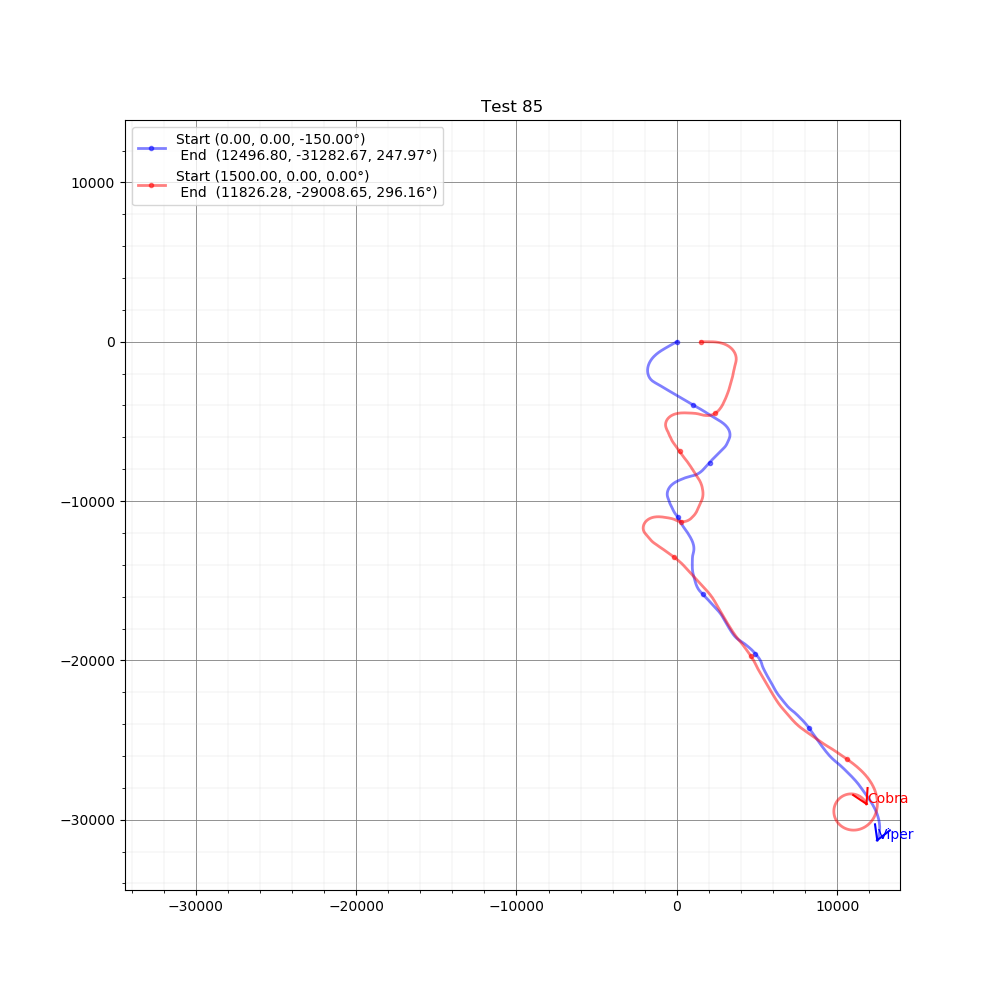 Test 85
Start (0.00, 0.00, -150.00°)
End (12496.80, -31282.67, 247.97°)
Start (1500.00, 0.00, 0.00°)
End (11826.28, -29008.65, 296.16°)
10000
0
−10000
−20000
−30000
Cobra
Viper
−30000 −20000 −10000 0 10000